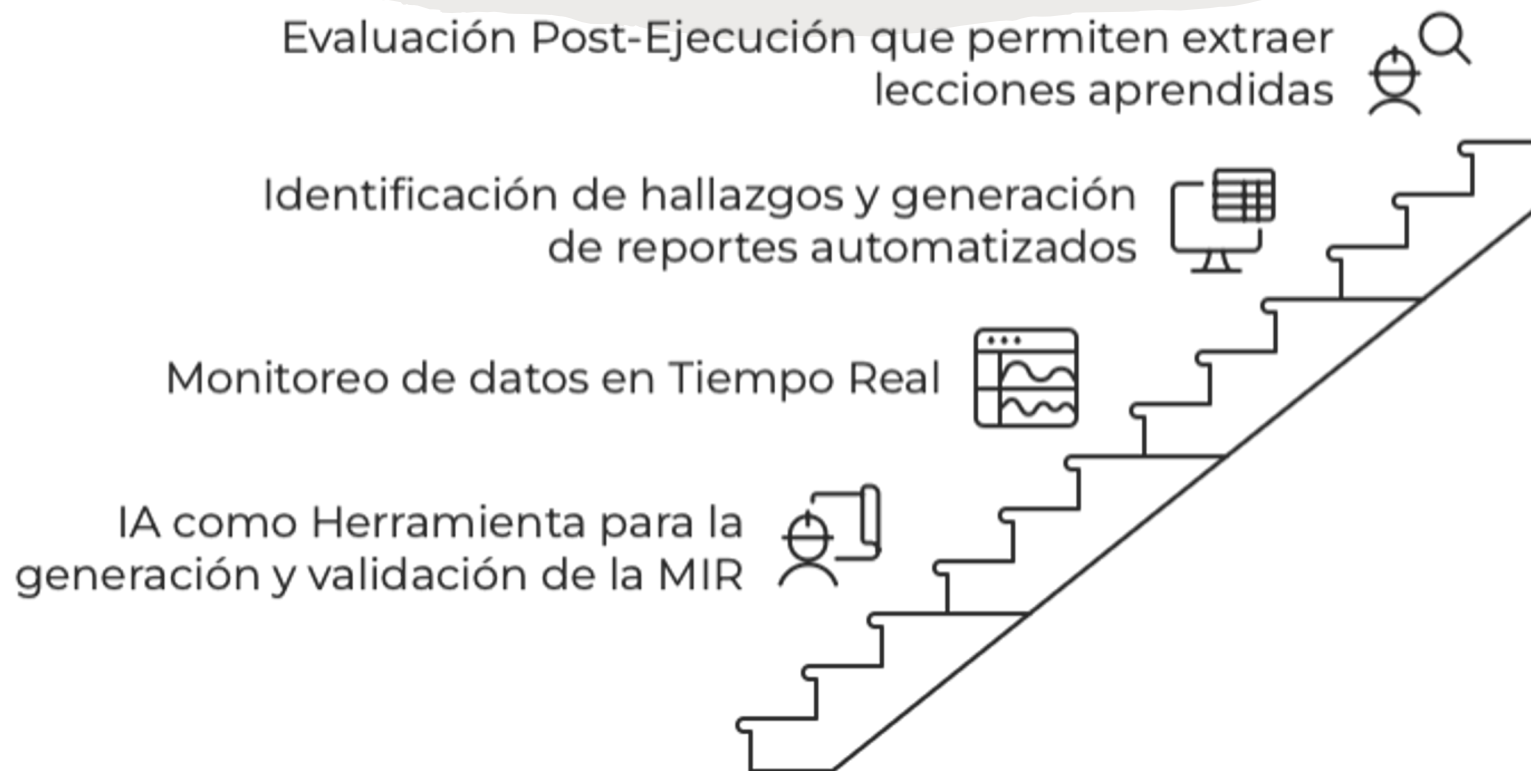 Evaluación Post-Ejecución que permiten extraer
lecciones aprendidas
Identificación de hallazgos y generación
de reportes automatizados
Monitoreo de datos en Tiempo Real
IA como Herramienta para la
generación y validación de la MIR